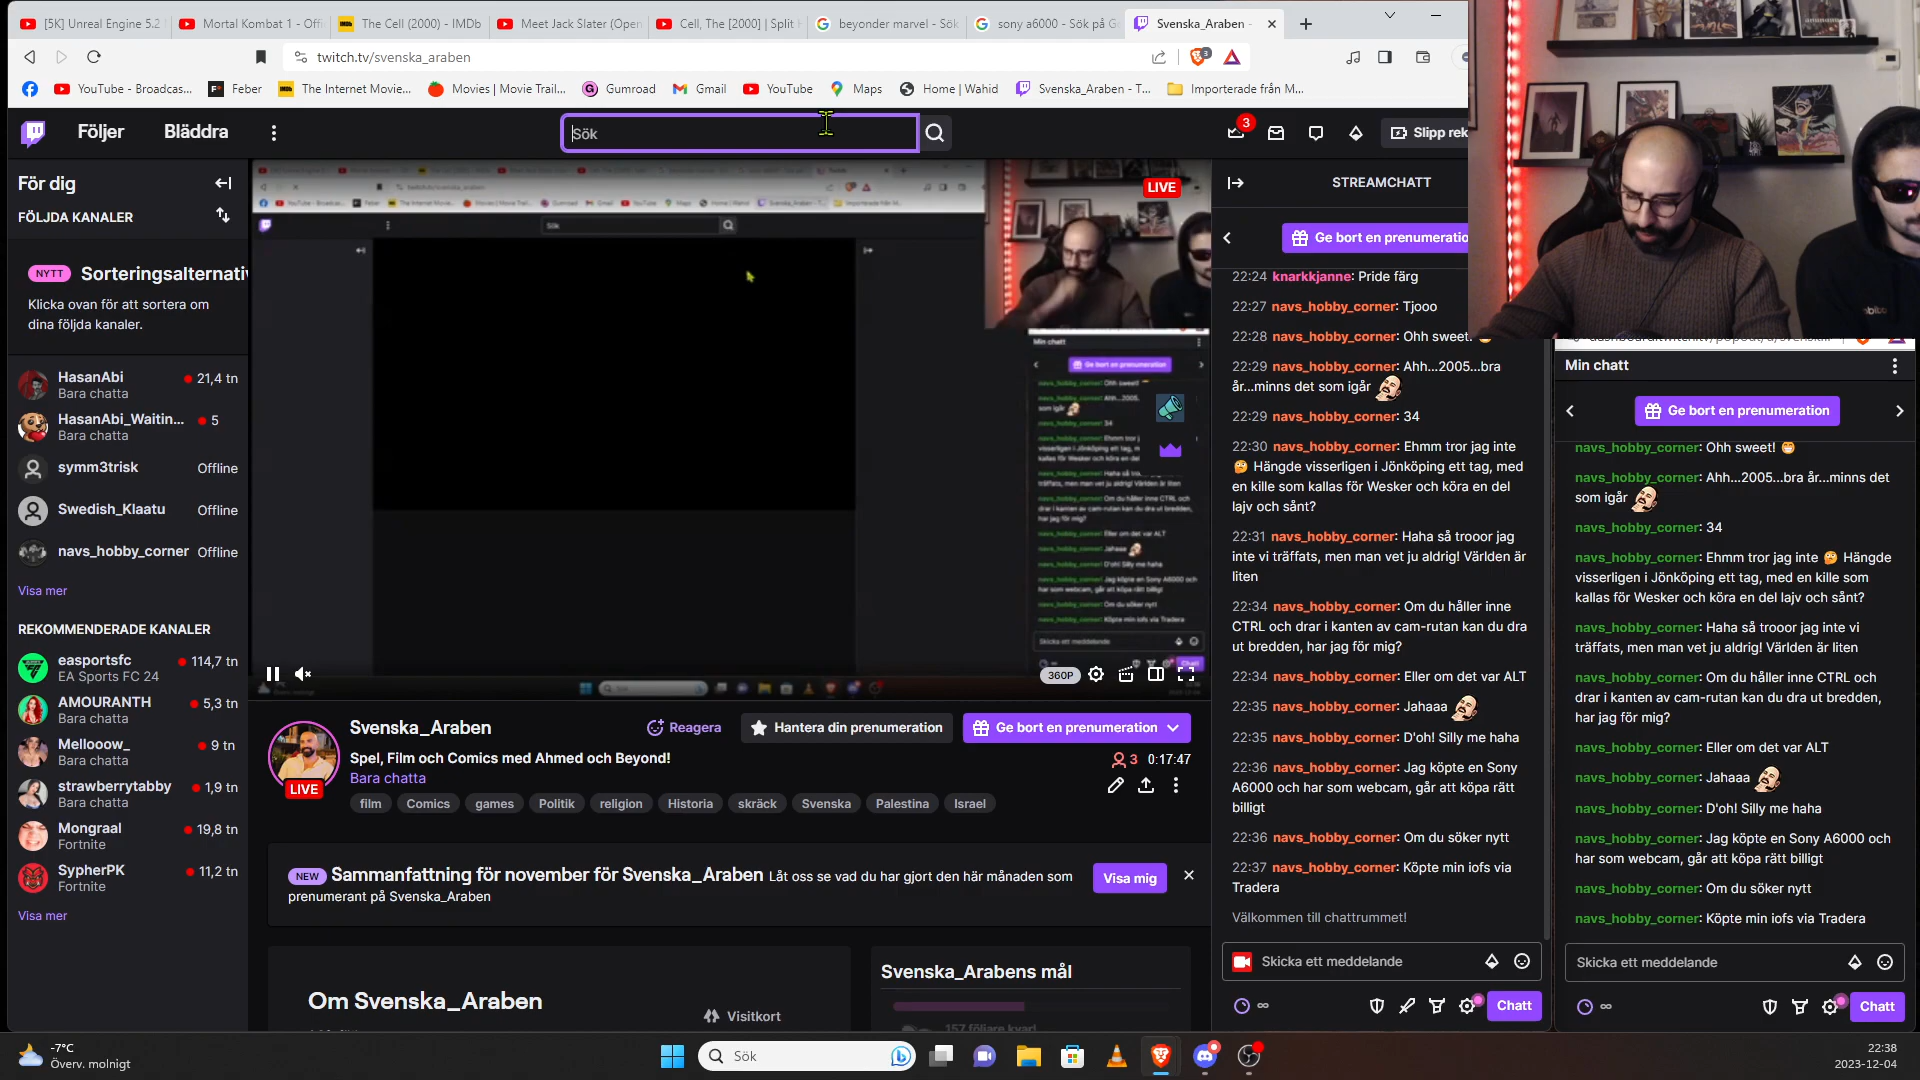 [5K] Unreal Engine 5.2
Mortal Kombat 1 - Offi
The Cell (2000) - IMDb
Meet Jack Slater (Open
Cell, The [2000] | Split
beyonder marvel - Sök
sony a6000 - Sök på G
Svenska_Araben -
twitch.tv/svenska_araben
3
YouTube - Broadcas...
Feber
The Internet Movie...
Movies | Movie Trail...
Gumroad
Gmail
YouTube
Maps
Home | Wahid
Svenska_Araben - T...
Importerade från M...
Följer
Bläddra
Sök
3
Slipp rek
För dig
FÖLJDA KANALER
NYTT Sorteringsalternativ
Klicka ovan för att sortera om
dina följda kanaler.
HasanAbi 21,4 tn
Bara chatta
HasanAbi_Waitin... 5
Bara chatta
symm3trisk Offline
Swedish_Klaatu Offline
navs_hobby_corner Offline
Visa mer
REKOMMENDERADE KANALER
easportsfc 114,7 tn
EA Sports FC 24
AMOURANTH 5,3 tn
Bara chatta
Mellooow_ 9 tn
Bara chatta
strawberrytabby 1,9 tn
Bara chatta
Mongraal 19,8 tn
Fortnite
SypherPK 11,2 tn
Fortnite
Visa mer
LIVE
Sök
Min chatt
Ge bort en prenumeration
360P
Svenska_Araben
Reagera
Hantera din prenumeration
Ge bort en prenumeration
Spel, Film och Comics med Ahmed och Beyond!
3 0:17:47
Bara chatta
LIVE
film Comics games Politik religion Historia skräck Svenska Palestina Israel
NEW Sammanfattning för november för Svenska_Araben Låt oss se vad du har gjort den här månaden som
prenumerant på Svenska_Araben
Visa mig
Om Svenska_Araben
Visitkort
Svenska_Arabens mål
157 följare kvar!
STREAMCHATT
Ge bort en prenumeratio
22:24 knarkkjanne: Pride färg
22:27 navs_hobby_corner: Tjooo
22:28 navs_hobby_corner: Ohh sweet!
22:29 navs_hobby_corner: Ahh...2005...bra
år...minns det som igår
22:29 navs_hobby_corner: 34
22:30 navs_hobby_corner: Ehmm tror jag inte
Hängde visserligen i Jönköping ett tag, med
en kille som kallas för Wesker och köra en del
lajv och sånt?
22:31 navs_hobby_corner: Haha så trooor jag
inte vi träffats, men man vet ju aldrig! Världen är
liten
22:34 navs_hobby_corner: Om du håller inne
CTRL och drar i kanten av cam-rutan kan du dra
ut bredden, har jag för mig?
22:34 navs_hobby_corner: Eller om det var ALT
22:35 navs_hobby_corner: Jahaaa
22:35 navs_hobby_corner: D'oh! Silly me haha
22:36 navs_hobby_corner: Jag köpte en Sony
A6000 och har som webcam, går att köpa rätt
billigt
22:36 navs_hobby_corner: Om du söker nytt
22:37 navs_hobby_corner: Köpte min iofs via
Tradera
Välkommen till chattrummet!
Skicka ett meddelande
Chatt
Min chatt
Ge bort en prenumeration
navs_hobby_corner: Ohh sweet!
navs_hobby_corner: Ahh...2005...bra år...minns det
som igår
navs_hobby_corner: 34
navs_hobby_corner: Ehmm tror jag inte Hängde
visserligen i Jönköping ett tag, med en kille som
kallas för Wesker och köra en del lajv och sånt?
navs_hobby_corner: Haha så trooor jag inte vi
träffats, men man vet ju aldrig! Världen är liten
navs_hobby_corner: Om du håller inne CTRL och
drar i kanten av cam-rutan kan du dra ut bredden,
har jag för mig?
navs_hobby_corner: Eller om det var ALT
navs_hobby_corner: Jahaaa
navs_hobby_corner: D'oh! Silly me haha
navs_hobby_corner: Jag köpte en Sony A6000 och
har som webcam, går att köpa rätt billigt
navs_hobby_corner: Om du söker nytt
navs_hobby_corner: Köpte min iofs via Tradera
Skicka ett meddelande
Chatt
-7°C
Överv. molnigt
Sök
22:38
2023-12-04